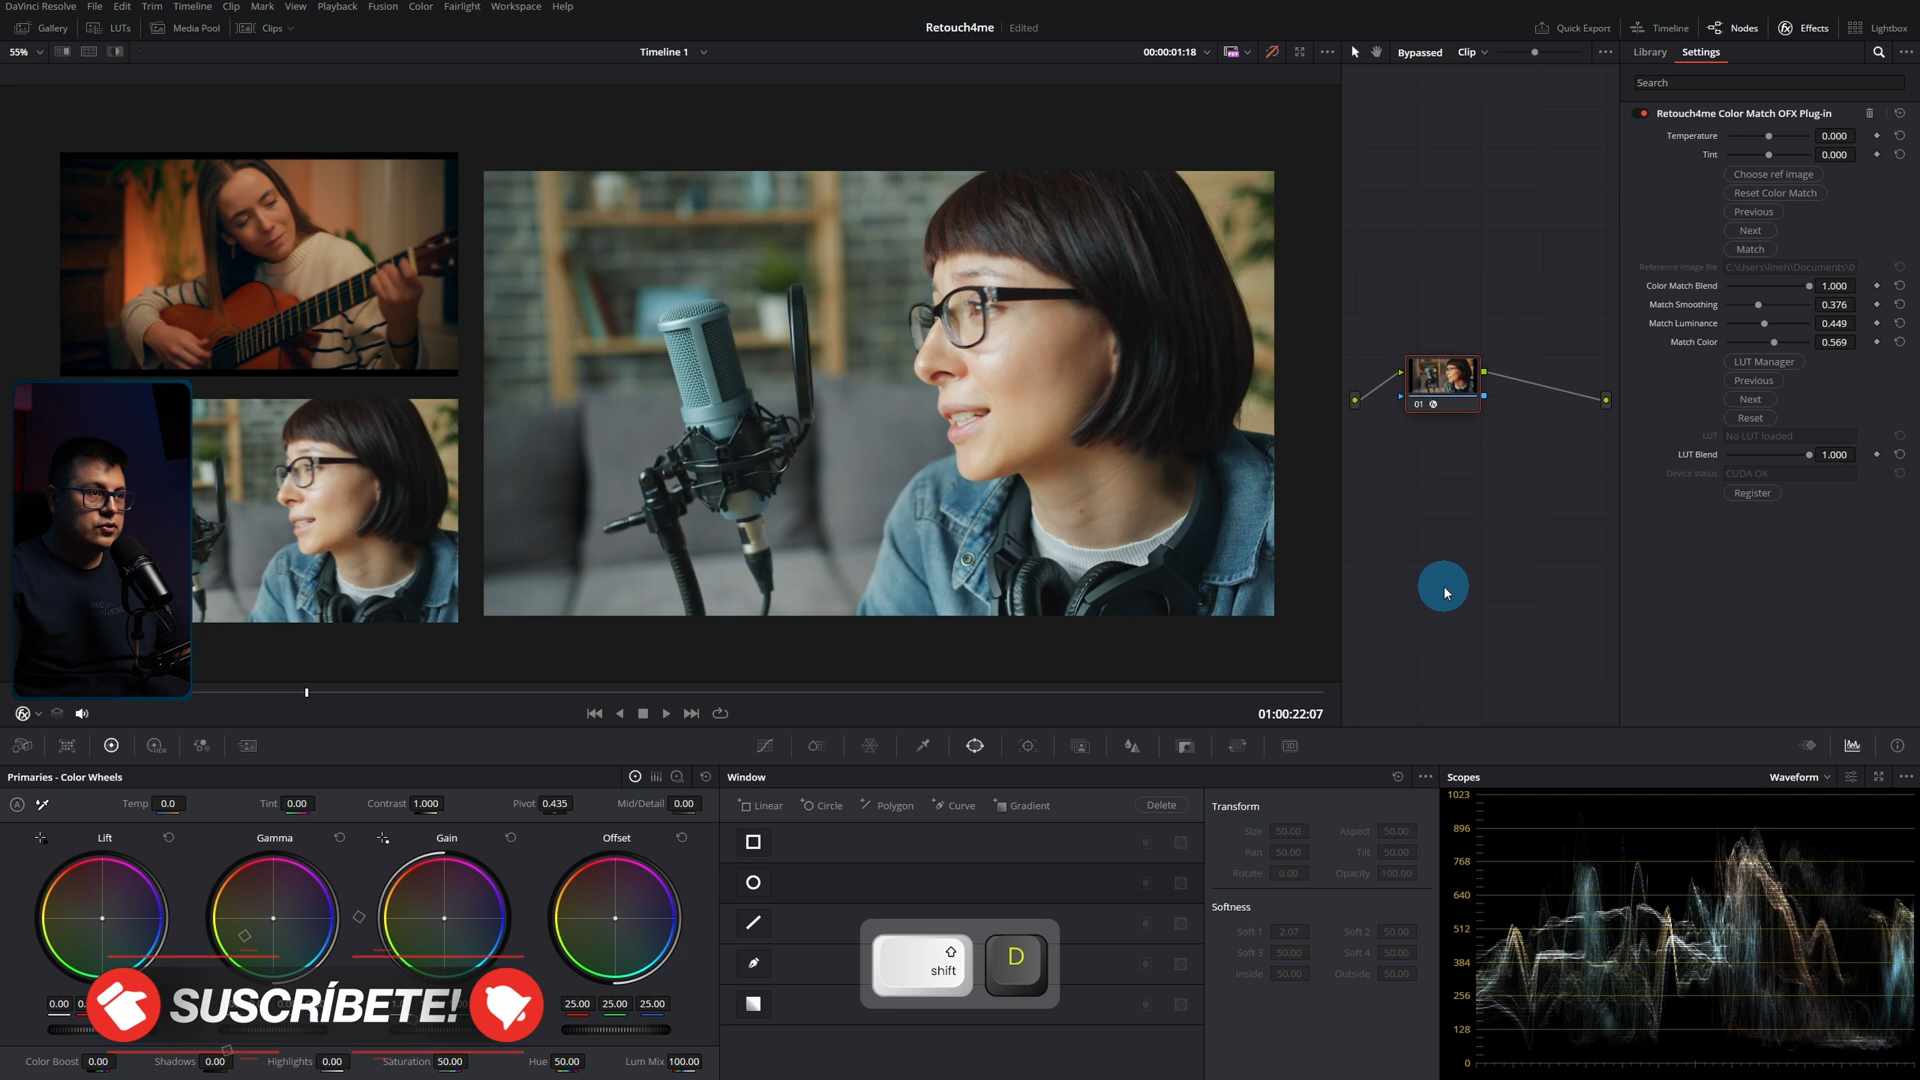 DaVinci Resolve File Edit Trim Timeline Clip Mark View Playback Fusion Color Fairlight Workspace Help
Gallery LUTs Media Pool Clips Retouch4me Edited Quick Export Timeline Nodes Effects Lightbox
55% Timeline 1 00:00:01:18 Bypassed Clip Library Settings
Search
Retouch4me Color Match OFX Plug-in
Temperature 0.000
Tint 0.000
Choose ref image
Reset Color Match
Previous
Next
Match
Reference image file C:\Users\lineh\Documents\0
Color Match Blend 1.000
Match Smoothing 0.376
Match Luminance 0.449
Match Color 0.569
LUT Manager
Previous
Next
Reset
LUT No LUT loaded
LUT Blend 1.000
Device status CUDA OK
Register
01
01:00:22:07
Primaries - Color Wheels
Temp 0.0 Tint 0.00 Contrast 1.000 Pivot 0.435 Mid/Detail 0.00
Lift Gamma Gain Offset
0.00 25.00 25.00 25.00
SUSCRÍBETE!
Color Boost 0.00 Shadows 0.00 Highlights 0.00 Saturation 50.00 Hue 50.00 Lum Mix 100.00
Window
Linear Circle Polygon Curve Gradient Delete
shift D
Transform
Size 50.00 Aspect 50.00
Pan 50.00 Tilt 50.00
Rotate 0.00 Opacity 100.00
Softness
Soft 1 2.07 Soft 2 50.00
Soft 3 50.00 Soft 4 50.00
Inside 50.00 Outside 50.00
Scopes Waveform
1023
896
768
640
512
384
256
128
0